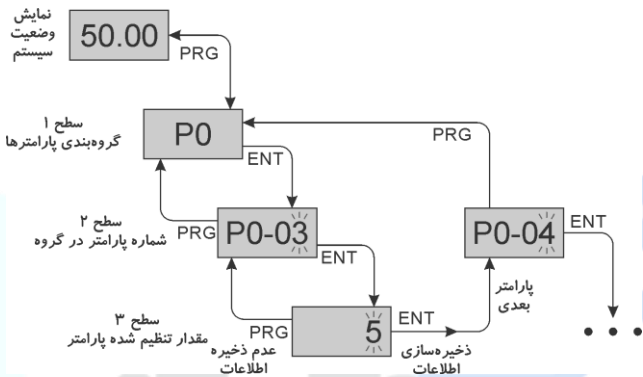 نمایش
وضعیت
سیستم
50.00
PRG
سطح ۱
گروه‌بندی پارامترها
P0
PRG
ENT
سطح ۲
شماره پارامتر در گروه
PRG
P0-03
ENT
P0-04
ENT
پارامتر
بعدی
سطح ۳
مقدار تنظیم شده پارامتر
PRG
عدم ذخیره
اطلاعات
5
ENT
ذخیره‌سازی
اطلاعات